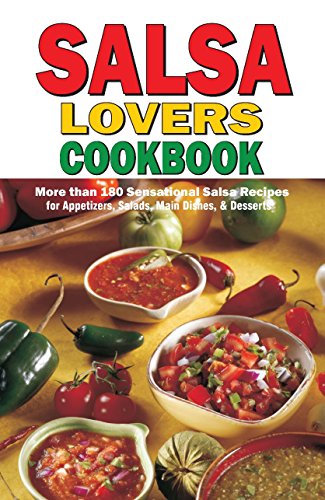 SALSA
LOVERS
COOKBOOK
More than 180 Sensational Salsa Recipes
for Appetizers, Salads, Main Dishes, & Desserts